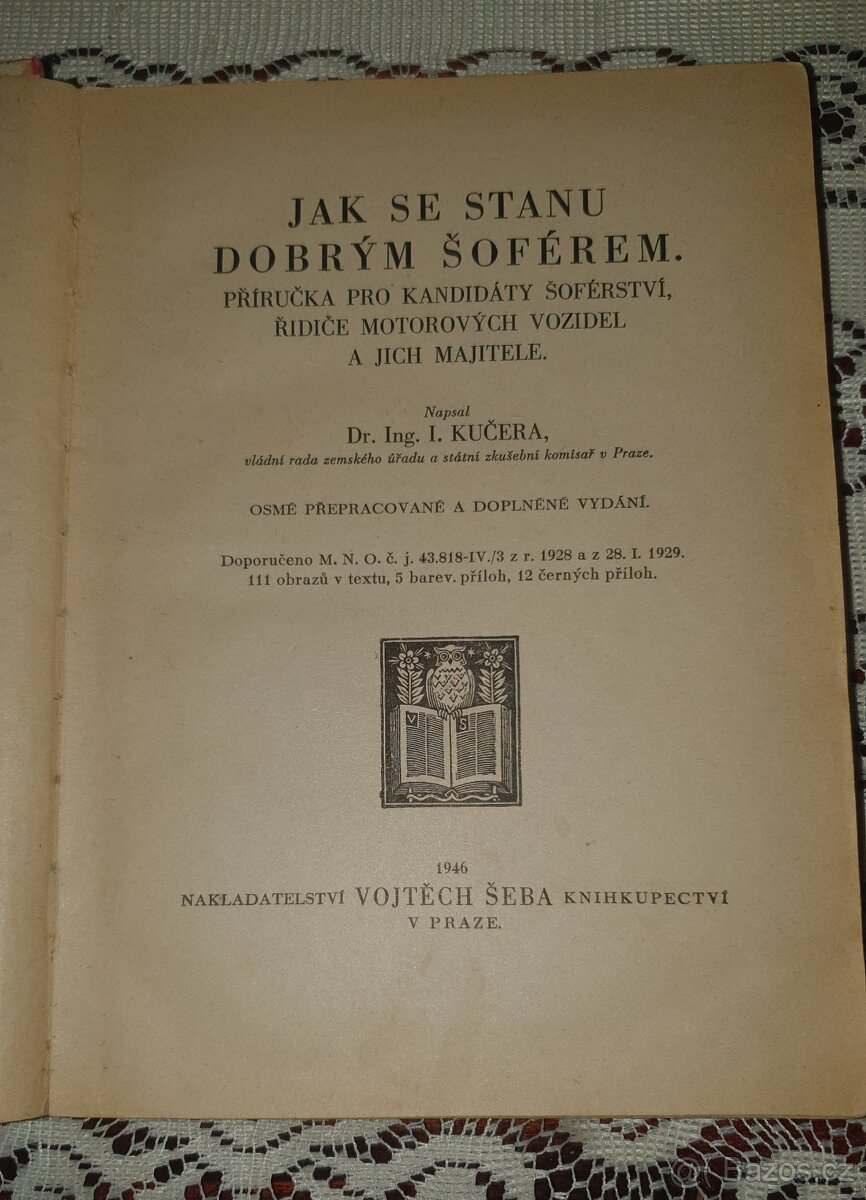 JAK SE STANU
DOBRÝM ŠOFÉREM.
PŘÍRUČKA PRO KANDIDÁTY ŠOFÉRSTVÍ,
ŘIDIČE MOTOROVÝCH VOZIDEL
A JICH MAJITELE.
Napsal
Dr. Ing. I. KUČERA,
vládní rada zemského úřadu a státní zkušební komisař v Praze.
OSMÉ PŘEPRACOVANÉ A DOPLNĚNÉ VYDÁNÍ.
Doporučeno M. N. O. č. j. 43.818-IV./3 z r. 1928 a z 28. I. 1929.
111 obrazů v textu, 5 barev. příloh, 12 černých příloh.
V Š
1946
NAKLADATELSTVÍ VOJTĚCH ŠEBA KNIHKUPECTVÍ
V PRAZE.
@ Bazos.cz